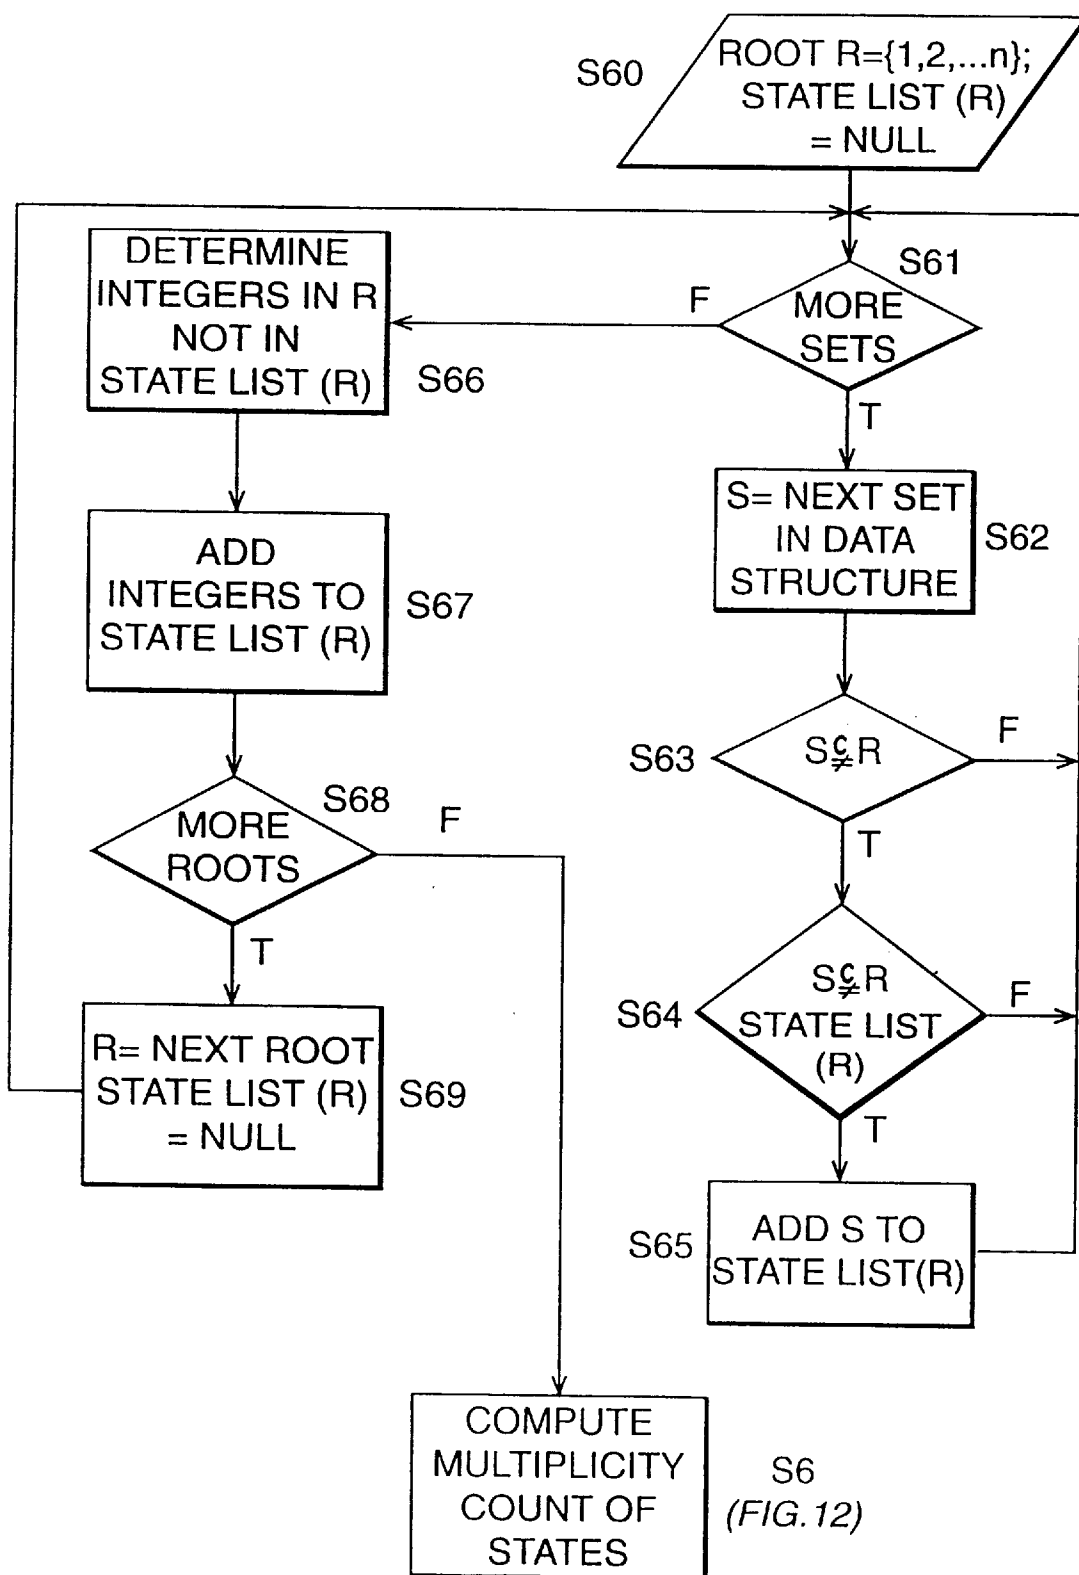 S60
ROOT R={1,2,...n};
STATE LIST (R)
= NULL
S61
MORE
SETS
F
T
DETERMINE
INTEGERS IN R
NOT IN
STATE LIST (R)
S66
S= NEXT SET
IN DATA
STRUCTURE
S62
ADD
INTEGERS TO
STATE LIST (R)
S67
S63
S⊊R
F
T
S68
MORE
ROOTS
F
T
S64
S⊊R
STATE LIST
(R)
F
T
R= NEXT ROOT
STATE LIST (R)
= NULL
S69
S65
ADD S TO
STATE LIST(R)
COMPUTE
MULTIPLICITY
COUNT OF
STATES
S6
(FIG.12)